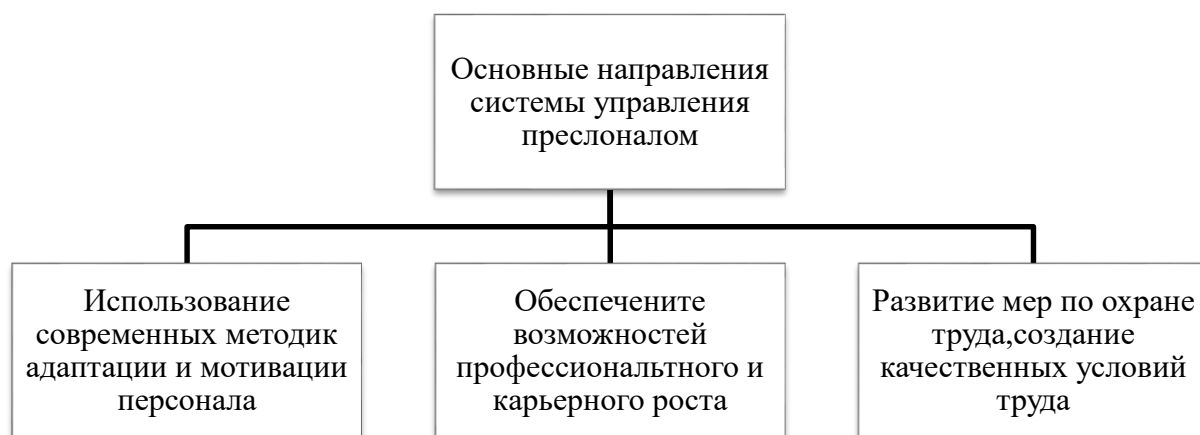 Основные направления
системы управления
преслоналом
Использование
современных методик
адаптации и мотивации
персонала
Обеспечените
возможностей
профессиональтного и
карьерного роста
Развитие мер по охране
труда,создание
качественных условий
труда